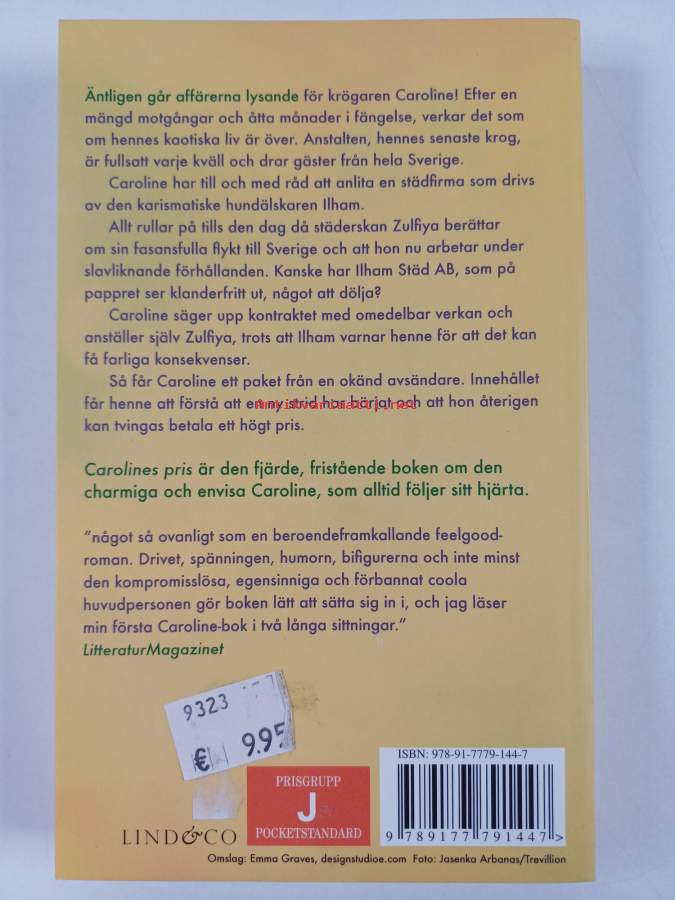 Äntligen går affärerna lysande för krögaren Caroline! Efter en
mängd motgångar och åtta månader i fängelse, verkar det som
om hennes kaotiska liv är över. Anstalten, hennes senaste krog,
är fullsatt varje kväll och drar gäster från hela Sverige.
Caroline har till och med råd att anlita en städfirma som drivs
av den karismatiske hundälskaren Ilham.
Allt rullar på tills den dag då städerskan Zulfiya berättar
om sin fasansfulla flykt till Sverige och att hon nu arbetar under
slavliknande förhållanden. Kanske har Ilham Städ AB, som på
pappret ser klanderfritt ut, något att dölja?
Caroline säger upp kontraktet med omedelbar verkan och
anställer själv Zulfiya, trots att Ilham varnar henne för att det kan
få farliga konsekvenser.
Så får Caroline ett paket från en okänd avsändare. Innehållet
får henne att förstå att en ny strid har börjat och att hon återigen
kan tvingas betala ett högt pris.
Carolines pris är den fjärde, fristående boken om den
charmiga och envisa Caroline, som alltid följer sitt hjärta.
”något så ovanligt som en beroendeframkallande feelgood-
roman. Drivet, spänningen, humorn, bifigurerna och inte minst
den kompromisslösa, egensinniga och förbannat coola
huvudpersonen gör boken lätt att sätta sig in i, och jag läser
min första Caroline-bok i två långa sittningar.”
LitteraturMagazinet
9323
€ 9.95
ISBN: 978-91-7779-144-7
PRISGRUPP
J
POCKETSTANDARD
LIND&CO
9 789177 791447 >
Omslag: Emma Graves, designstudioe.com Foto: Jasenka Arbanas/Trevillion